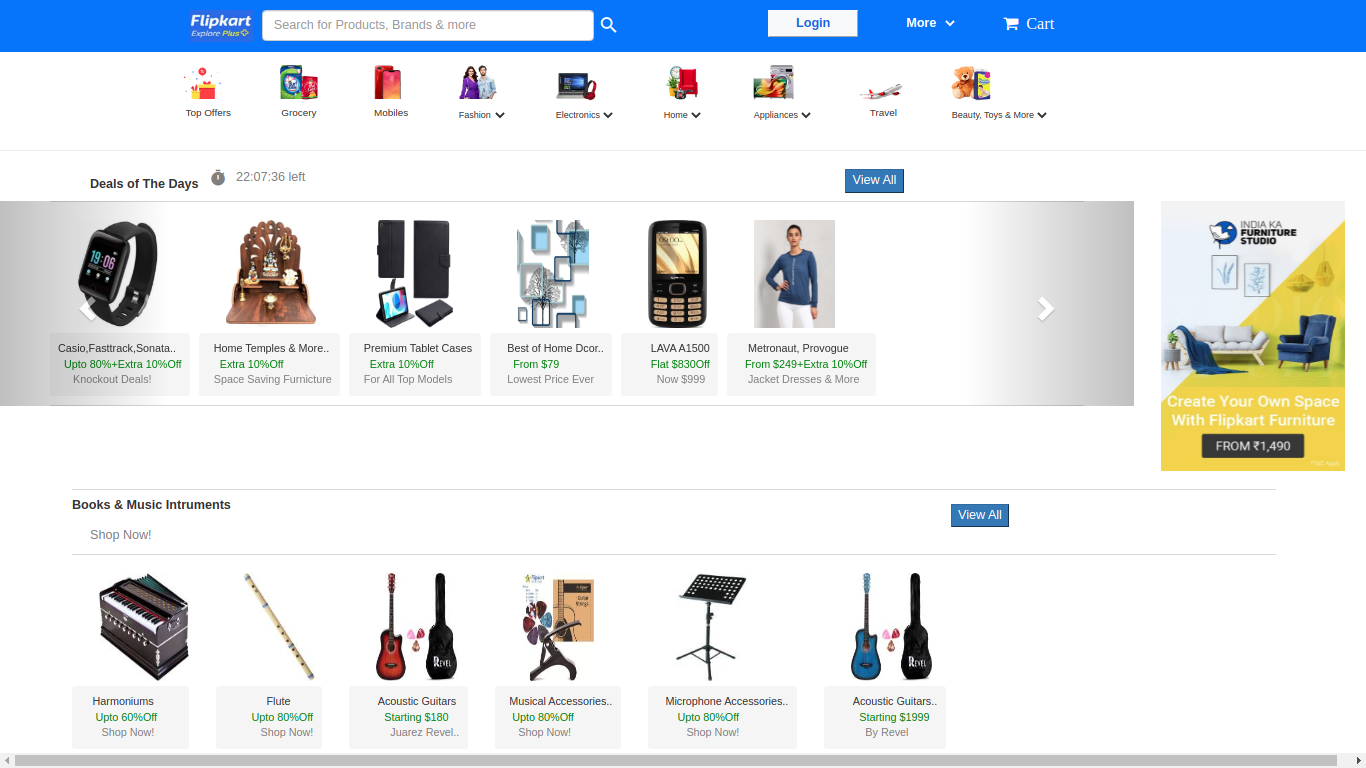 Flipkart
Explore Plus
Search for Products, Brands & more
Login
More
Cart
Top Offers
Grocery
Mobiles
Fashion
Electronics
Home
Appliances
Travel
Beauty, Toys & More
Deals of The Days
22:07:36 left
View All
19:06
Casio,Fasttrack,Sonata..
Upto 80%+Extra 10%Off
Knockout Deals!
Home Temples & More..
Extra 10%Off
Space Saving Furnicture
Premium Tablet Cases
Extra 10%Off
For All Top Models
Best of Home Dcor..
From $79
Lowest Price Ever
LAVA A1500
Flat $830Off
Now $999
Metronaut, Provogue
From $249+Extra 10%Off
Jacket Dresses & More
INDIA KA
FURNITURE
STUDIO
Create Your Own Space
With Flipkart Furniture
FROM ₹1,490
Books & Music Intruments
View All
Shop Now!
REVEL
Guitar
Strings
REVEL
Harmoniums
Upto 60%Off
Shop Now!
Flute
Upto 80%Off
Shop Now!
Acoustic Guitars
Starting $180
Juarez Revel..
Musical Accessories..
Upto 80%Off
Shop Now!
Microphone Accessories..
Upto 80%Off
Shop Now!
Acoustic Guitars..
Starting $1999
By Revel